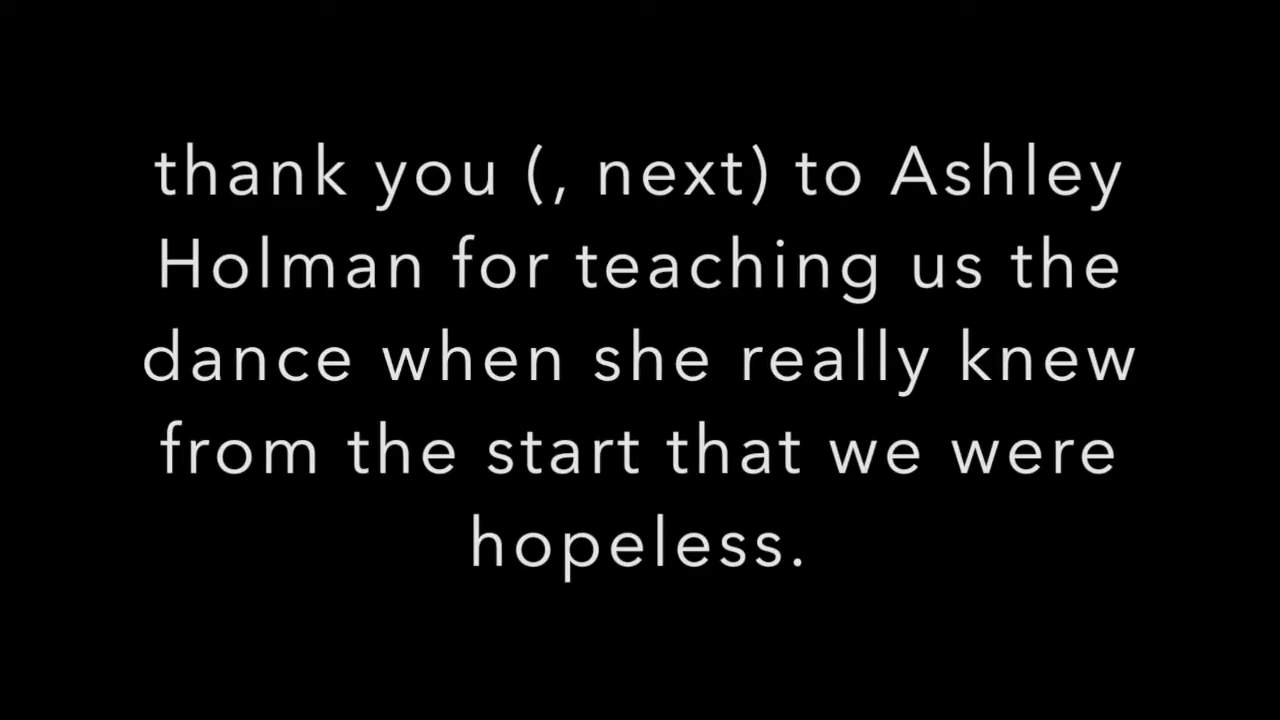 thank you (, next) to Ashley
Holman for teaching us the
dance when she really knew
from the start that we were
hopeless.